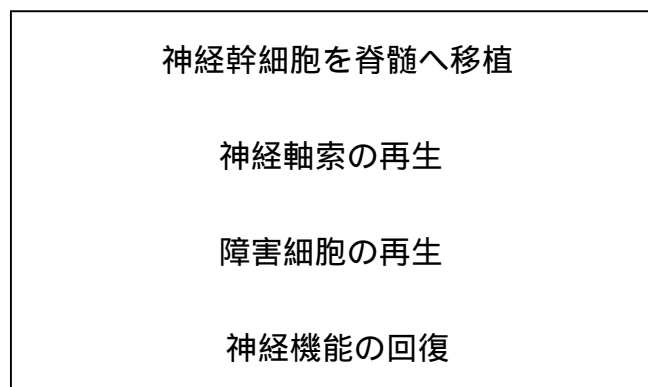 神経幹細胞を脊髄へ移植
神経軸索の再生
障害細胞の再生
神経機能の回復